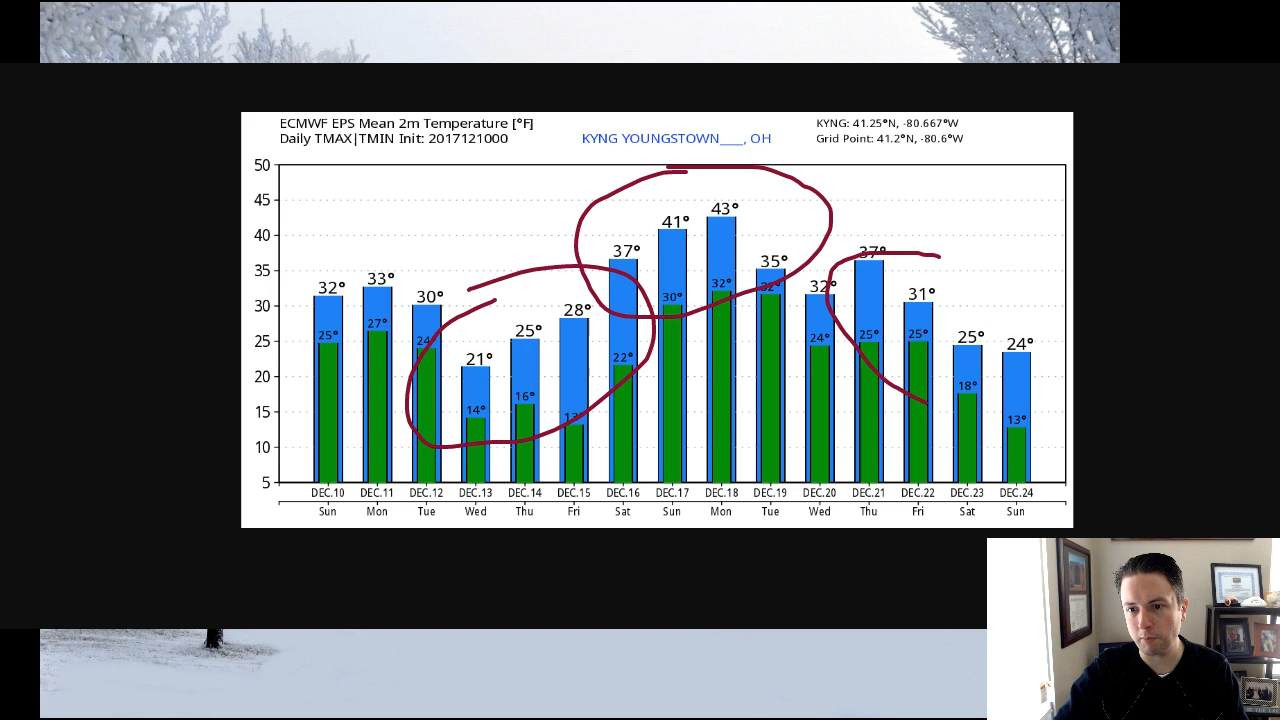 ECMWF EPS Mean 2m Temperature [°F]
Daily TMAX|TMIN Init: 2017121000
KYNG YOUNGSTOWN____, OH
KYNG: 41.25°N, -80.667°W
Grid Point: 41.2°N, -80.6°W
50
45
40
35
30
25
20
15
10
5
32° 33° 30° 21° 25° 28° 37° 41° 43° 35° 32° 37° 31° 25° 24°
25° 27° 24 14° 16° 13° 22° 30° 32° 32° 24° 25° 25° 18° 13°
DEC.10 DEC.11 DEC.12 DEC.13 DEC.14 DEC.15 DEC.16 DEC.17 DEC.18 DEC.19 DEC.20 DEC.21 DEC.22 DEC.23 DEC.24
Sun Mon Tue Wed Thu Fri Sat Sun Mon Tue Wed Thu Fri Sat Sun